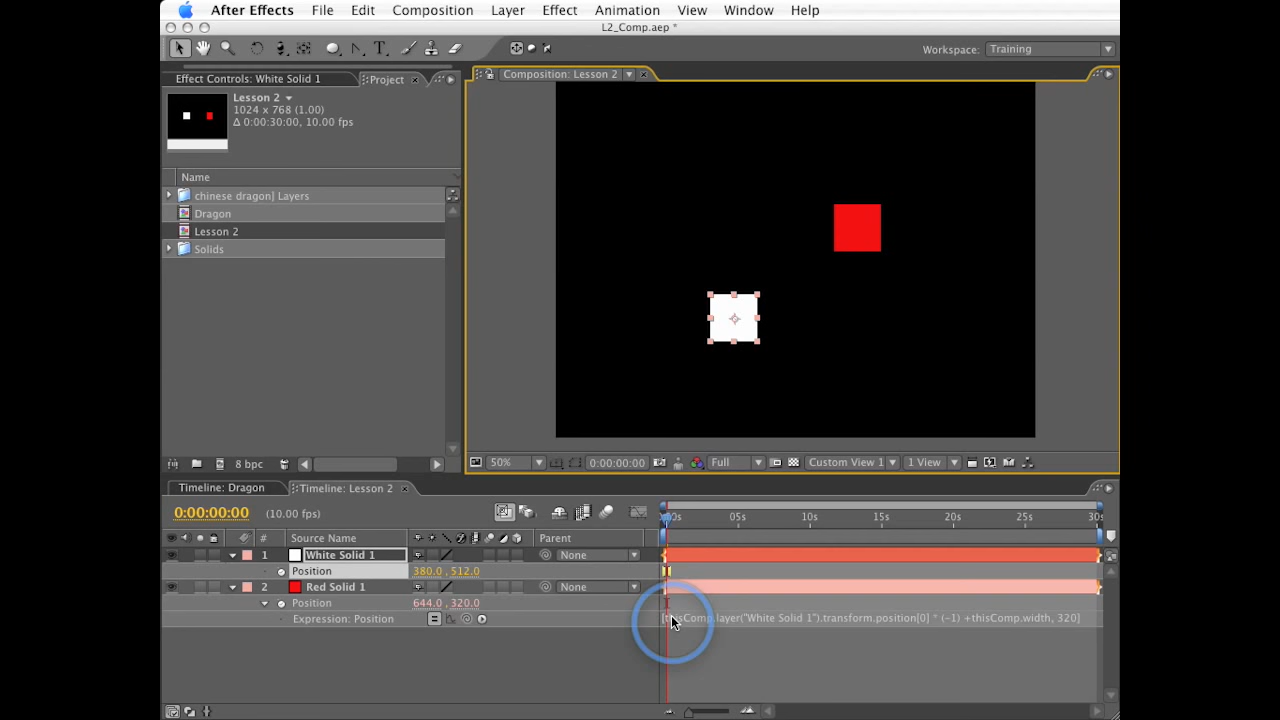 After Effects File Edit Composition Layer Effect Animation View Window Help
L2_Comp.aep *
Workspace: Training
Effect Controls: White Solid 1 Project
Composition: Lesson 2
Lesson 2
1024 x 768 (1.00)
Δ 0:00:30:00, 10.00 fps
Name
chinese dragon] Layers
Dragon
Lesson 2
Solids
8 bpc
50% 0:00:00:00 Full Custom View 1 1 View
Timeline: Dragon Timeline: Lesson 2
0:00:00:00 (10.00 fps)
05s 10s 15s 20s 25s
# Source Name Parent
1 White Solid 1 None
Position 380.0, 512.0
2 Red Solid 1 None
Position 644.0, 320.0
Expression: Position [thisComp.layer("White Solid 1").transform.position[0] * (-1) +thisComp.width, 320]